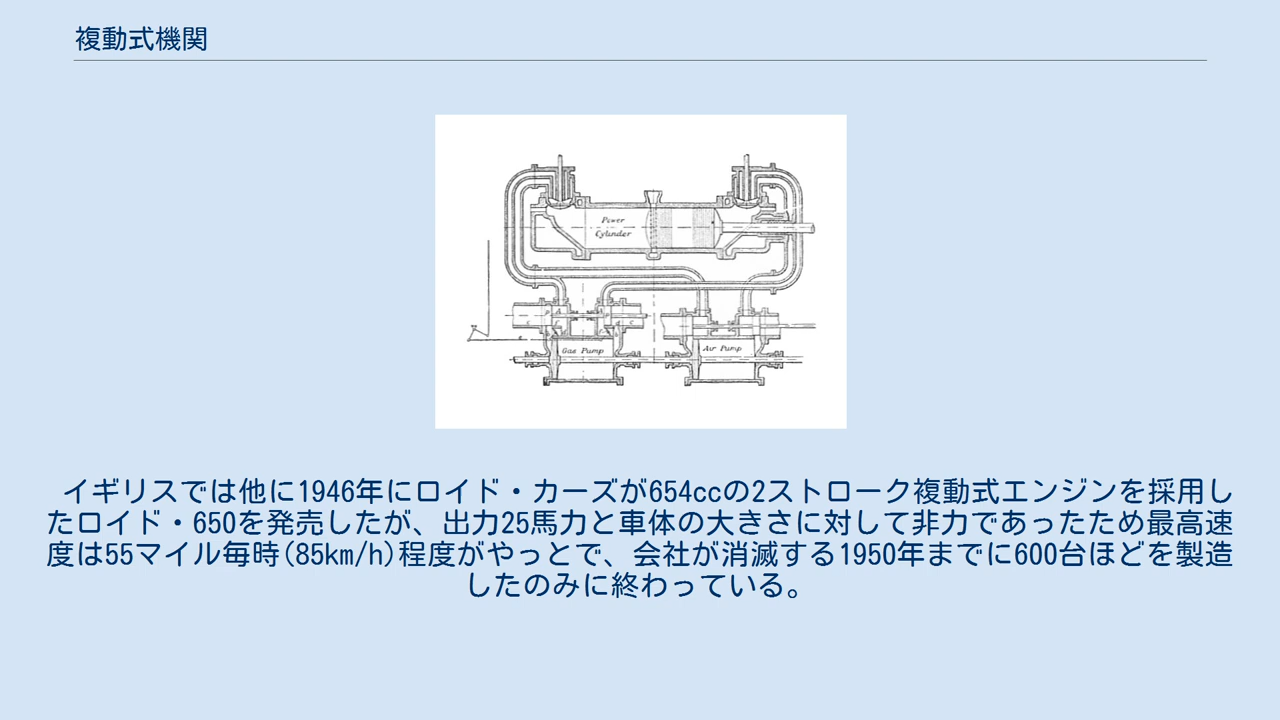 複動式機関
Power
Cylinder
Gas Pump
Air Pump
イギリスでは他に1946年にロイド・カーズが654ccの2ストローク複動式エンジンを採用し
たロイド・650を発売したが、出力25馬力と車体の大きさに対して非力であったため最高速
度は55マイル毎時(85km/h)程度がやっとで、会社が消滅する1950年までに600台ほどを製造
したのみに終わっている。